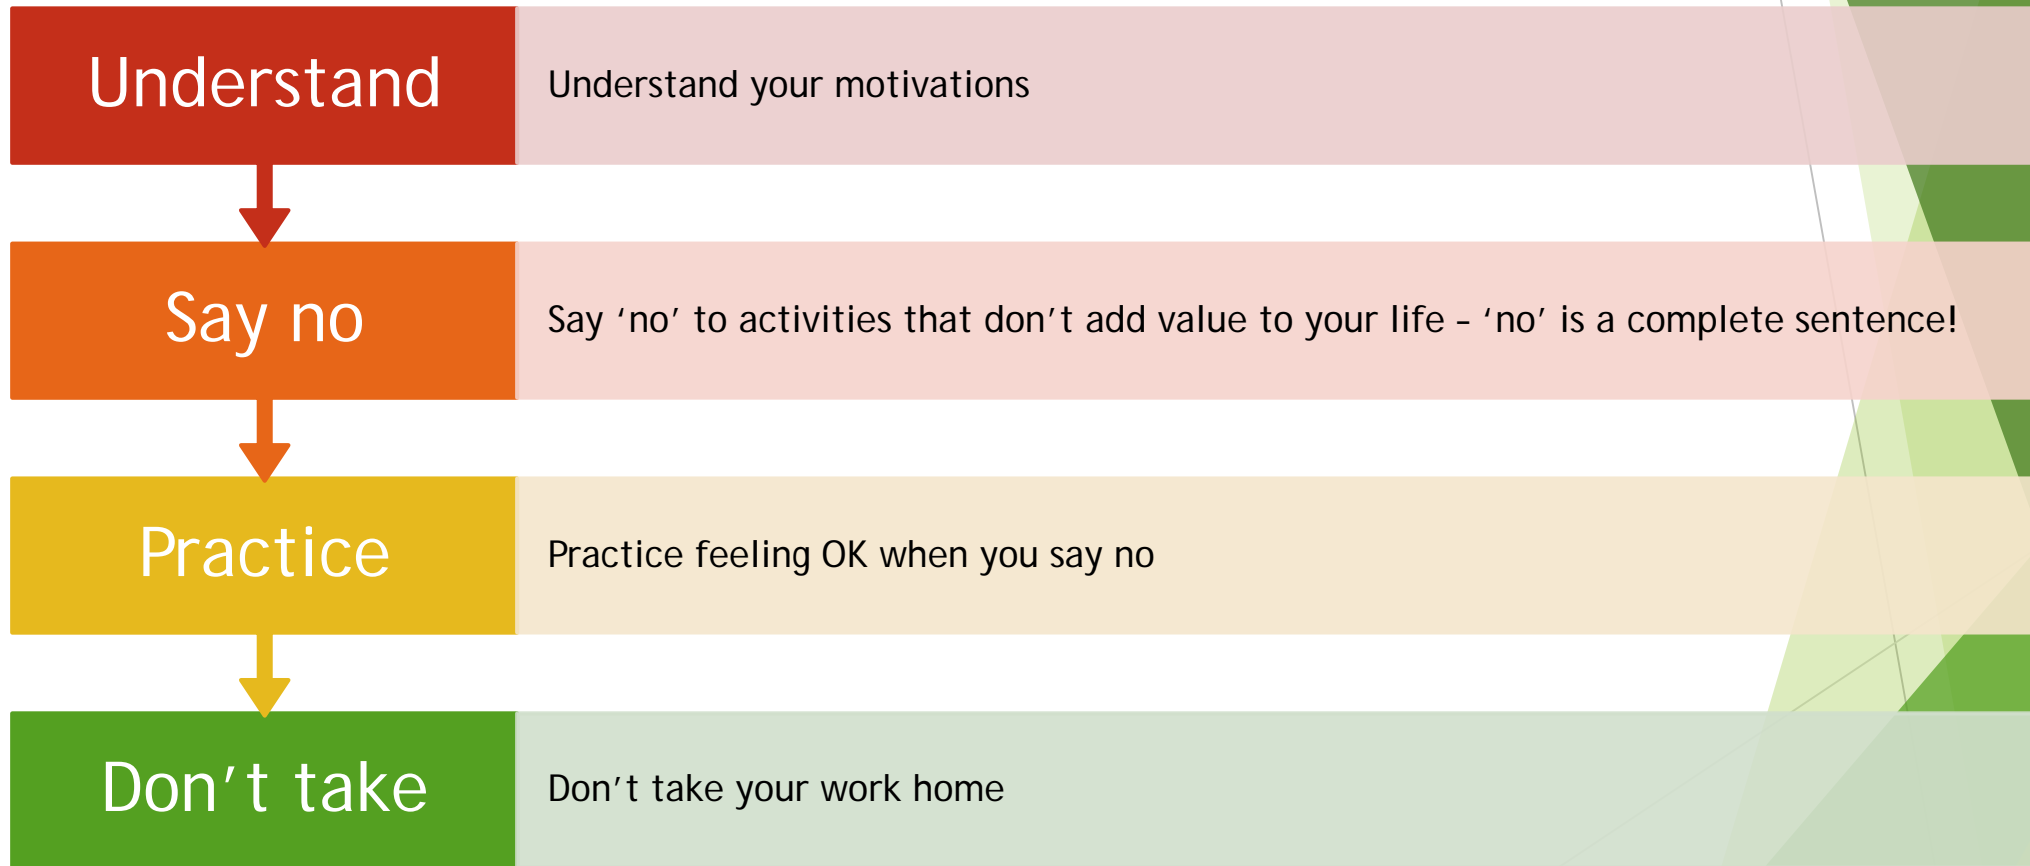 Understand
Understand your motivations
Say no
Say ‘no’ to activities that don’t add value to your life – ‘no’ is a complete sentence!
Practice
Practice feeling OK when you say no
Don’t take
Don’t take your work home